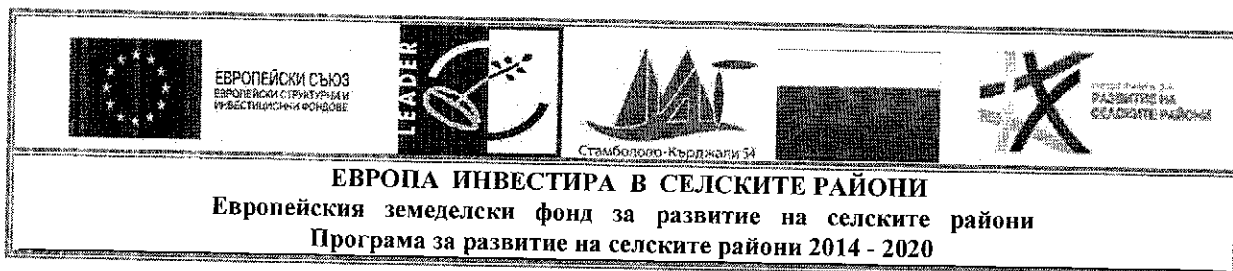 ЕВРОПЕЙСКИ СЪЮЗ
ЕВРОПЕЙСКИ СТРУКТУРНИ И
ИНВЕСТИЦИОННИ ФОНДОВЕ
LEADER
Стамболово-Кърджали 54
РАЗВИТИЕ НА
СЕЛСКИТЕ РАЙОНИ
ЕВРОПА ИНВЕСТИРА В СЕЛСКИТЕ РАЙОНИ
Европейския земеделски фонд за развитие на селските райони
Програма за развитие на селските райони 2014 - 2020